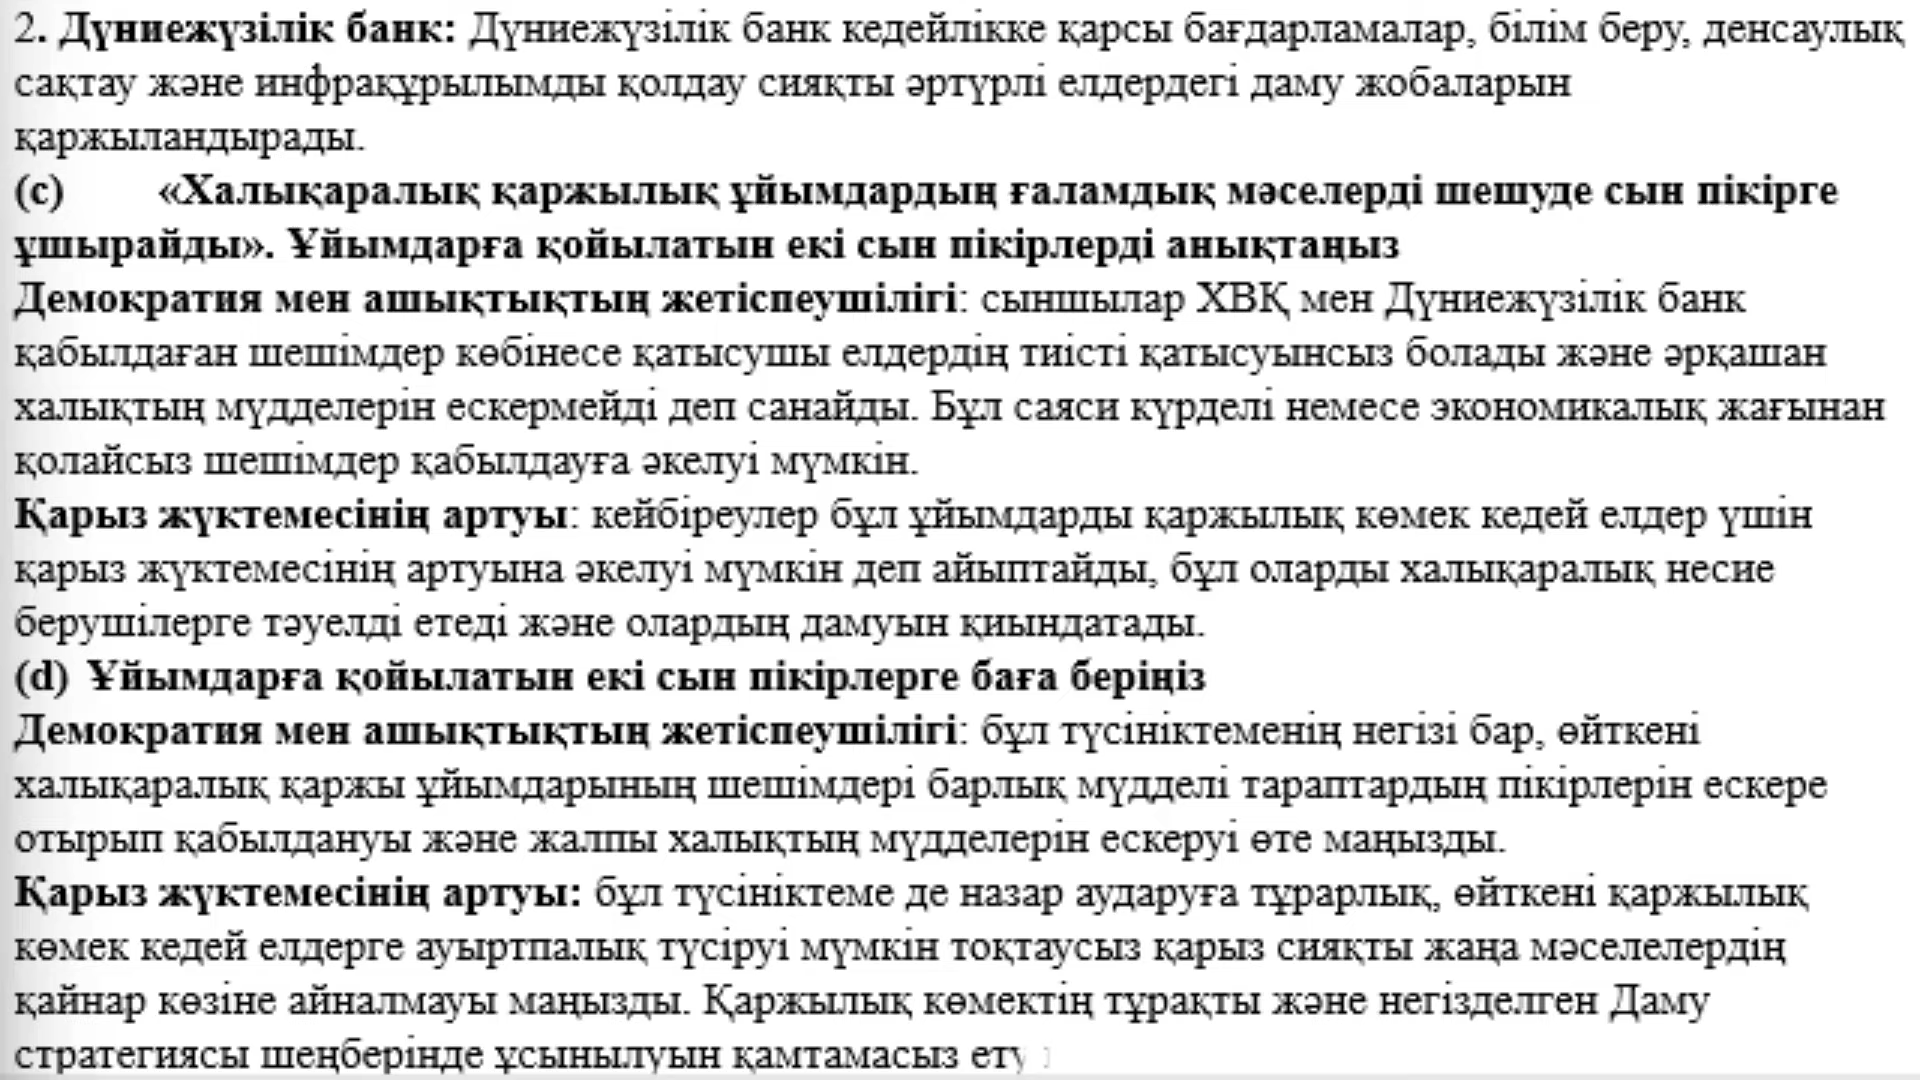 2. Дүниежүзілік банк: Дүниежүзілік банк кедейлікке қарсы бағдарламалар, білім беру, денсаулық
сақтау және инфрақұрылымды қолдау сияқты әртүрлі елдердегі даму жобаларын
қаржыландырады.
(c) «Халықаралық қаржылық ұйымдардың ғаламдық мәселерді шешуде сын пікірге
ұшырайды». Ұйымдарға қойылатын екі сын пікірлерді анықтаңыз
Демократия мен ашықтықтың жетіспеушілігі: сыншылар ХВҚ мен Дүниежүзілік банк
қабылдаған шешімдер көбінесе қатысушы елдердің тиісті қатысуынсыз болады және әрқашан
халықтың мүдделерін ескермейді деп санайды. Бұл саяси күрделі немесе экономикалық жағынан
қолайсыз шешімдер қабылдауға әкелуі мүмкін.
Қарыз жүктемесінің артуы: кейбіреулер бұл ұйымдарды қаржылық көмек кедей елдер үшін
қарыз жүктемесінің артуына әкелуі мүмкін деп айыптайды, бұл оларды халықаралық несие
берушілерге тәуелді етеді және олардың дамуын қиындатады.
(d) Ұйымдарға қойылатын екі сын пікірлерге баға беріңіз
Демократия мен ашықтықтың жетіспеушілігі: бұл түсініктеменің негізі бар, өйткені
халықаралық қаржы ұйымдарының шешімдері барлық мүдделі тараптардың пікірлерін ескере
отырып қабылдануы және жалпы халықтың мүдделерін ескеруі өте маңызды.
Қарыз жүктемесінің артуы: бұл түсініктеме де назар аударуға тұрарлық, өйткені қаржылық
көмек кедей елдерге ауыртпалық түсіруі мүмкін тоқтаусыз қарыз сияқты жаңа мәселелердің
қайнар көзіне айналмауы маңызды. Қаржылық көмектің тұрақты және негізделген Даму
стратегиясы шеңберінде ұсынылуын қамтамасыз ету